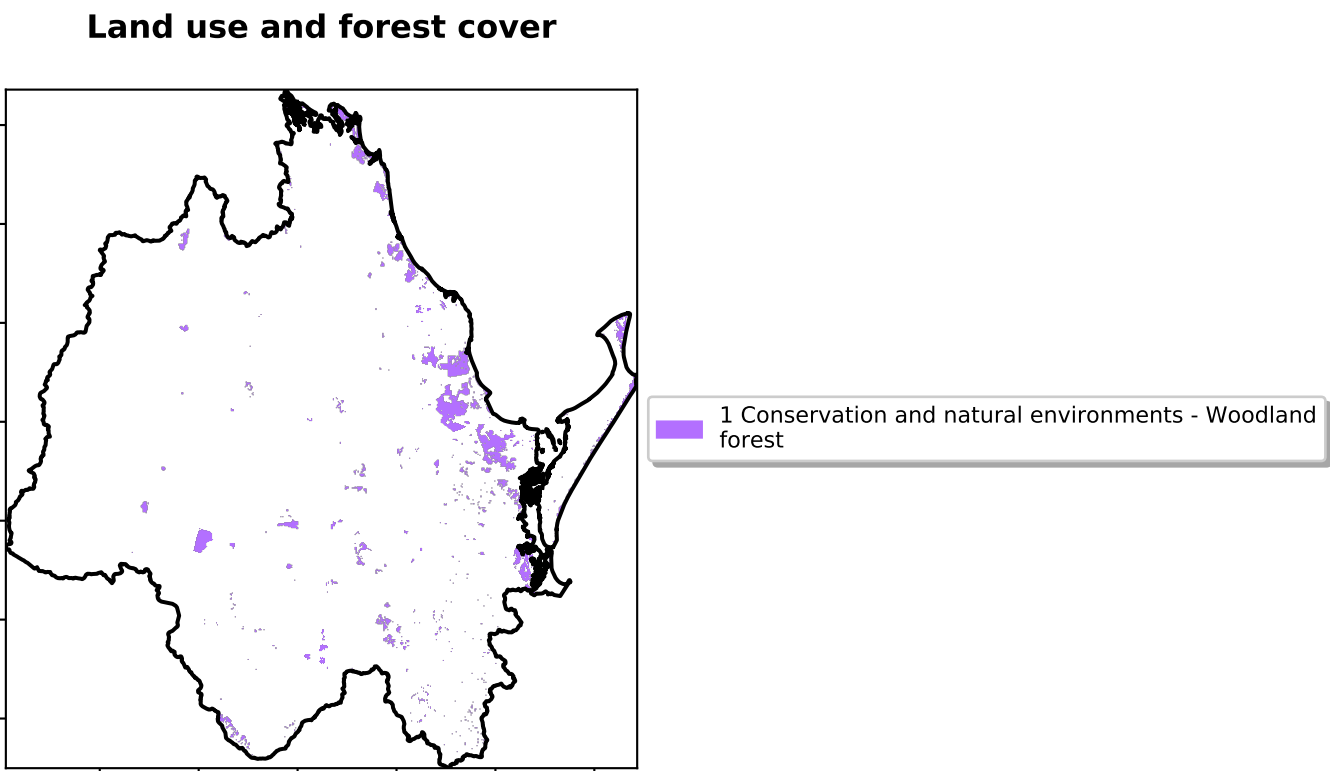 Land use and forest cover
1 Conservation and natural environments - Woodland
forest